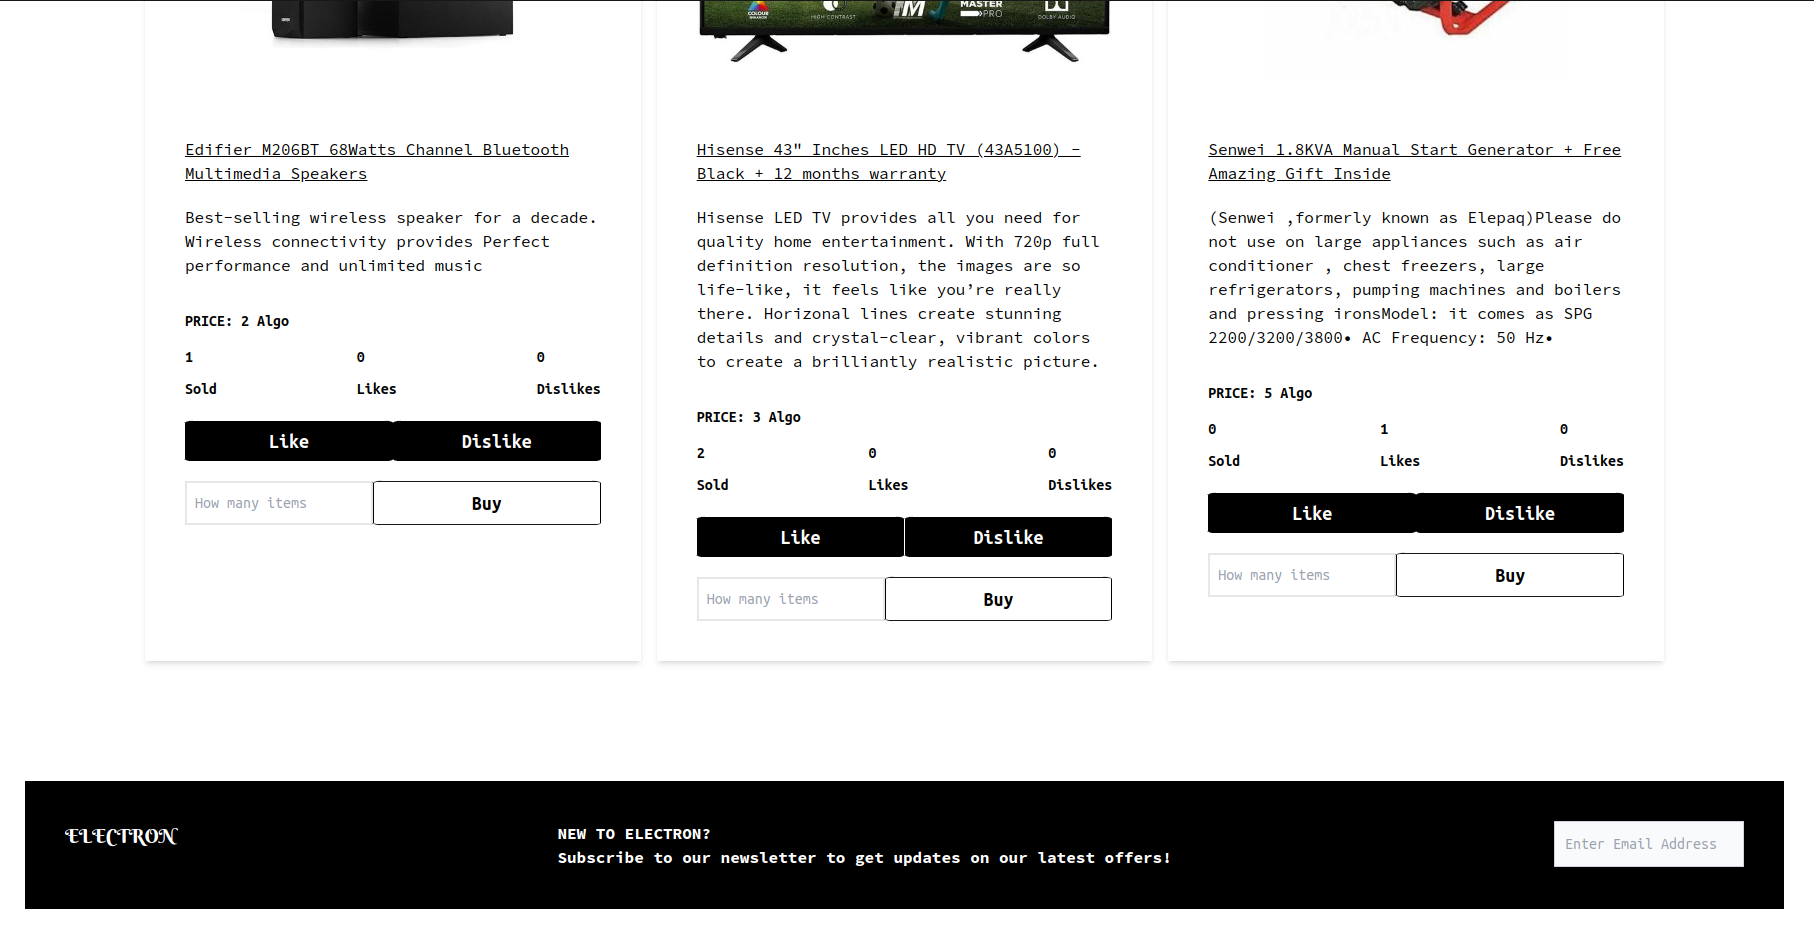 COLOUR
HIGH CONTRAST
TM
MASTER
PRO
DOLBY AUDIO
Edifier M206BT 68Watts Channel Bluetooth
Multimedia Speakers
Best-selling wireless speaker for a decade.
Wireless connectivity provides Perfect
performance and unlimited music
PRICE: 2 Algo
1 0 0
Sold Likes Dislikes
Like Dislike
How many items Buy
Hisense 43" Inches LED HD TV (43A5100) –
Black + 12 months warranty
Hisense LED TV provides all you need for
quality home entertainment. With 720p full
definition resolution, the images are so
life-like, it feels like you’re really
there. Horizonal lines create stunning
details and crystal-clear, vibrant colors
to create a brilliantly realistic picture.
PRICE: 3 Algo
2 0 0
Sold Likes Dislikes
Like Dislike
How many items Buy
Senwei 1.8KVA Manual Start Generator + Free
Amazing Gift Inside
(Senwei ,formerly known as Elepaq)Please do
not use on large appliances such as air
conditioner , chest freezers, large
refrigerators, pumping machines and boilers
and pressing ironsModel: it comes as SPG
2200/3200/3800• AC Frequency: 50 Hz•
PRICE: 5 Algo
0 1 0
Sold Likes Dislikes
Like Dislike
How many items Buy
ELECTRON
NEW TO ELECTRON?
Subscribe to our newsletter to get updates on our latest offers!
Enter Email Address